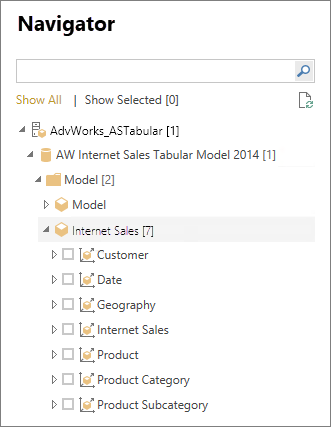 Navigator
Show All | Show Selected [0]
AdvWorks_ASTabular [1]
AW Internet Sales Tabular Model 2014 [1]
Model [2]
Model
Internet Sales [7]
Customer
Date
Geography
Internet Sales
Product
Product Category
Product Subcategory